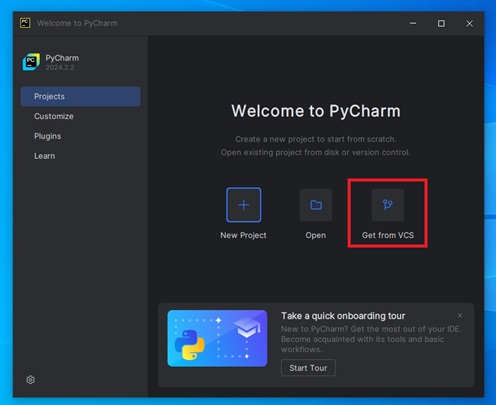 Welcome to PyCharm
PyCharm
2024.2.2
Projects
Customize
Plugins
Learn
Welcome to PyCharm
Create a new project to start from scratch.
Open existing project from disk or version control.
New Project
Open
Get from VCS
Take a quick onboarding tour
New to PyCharm? Get the most out of your IDE.
Become acquainted with its tools and basic
workflows.
Start Tour